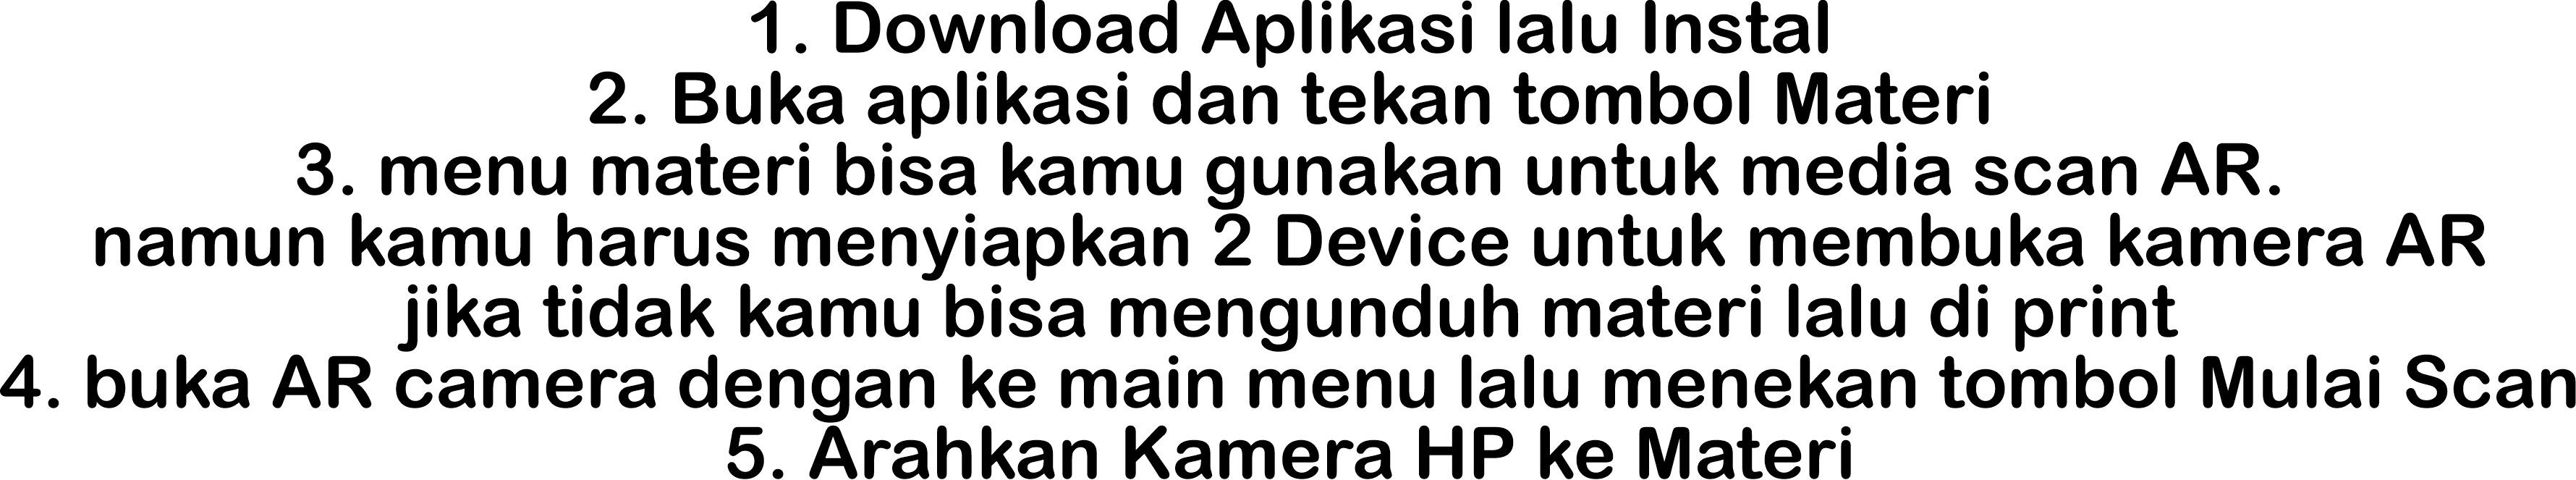 1. Download Aplikasi lalu Instal
2. Buka aplikasi dan tekan tombol Materi
3. menu materi bisa kamu gunakan untuk media scan AR.
namun kamu harus menyiapkan 2 Device untuk membuka kamera AR
jika tidak kamu bisa mengunduh materi lalu di print
4. buka AR camera dengan ke main menu lalu menekan tombol Mulai Scan
5. Arahkan Kamera HP ke Materi